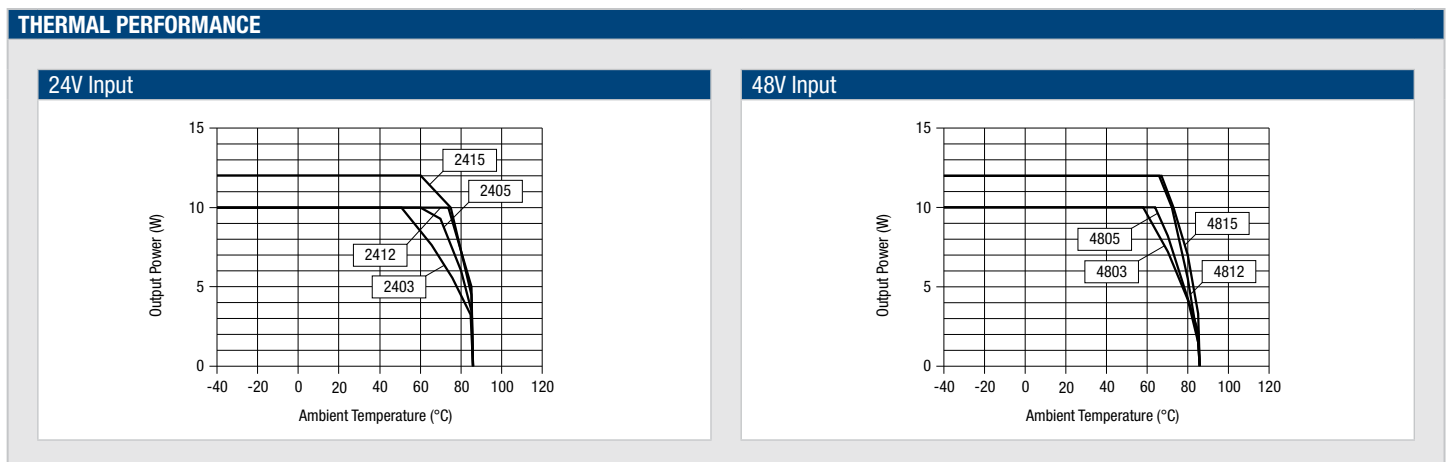 THERMAL PERFORMANCE
24V Input
15
10
5
0
Output Power (W)
2415
2405
2412
2403
-40 -20 0 20 40 60 80 100 120
Ambient Temperature (°C)
48V Input
15
10
5
0
Output Power (W)
4815
4805
4803
4812
-40 -20 0 20 40 60 80 100 120
Ambient Temperature (°C)